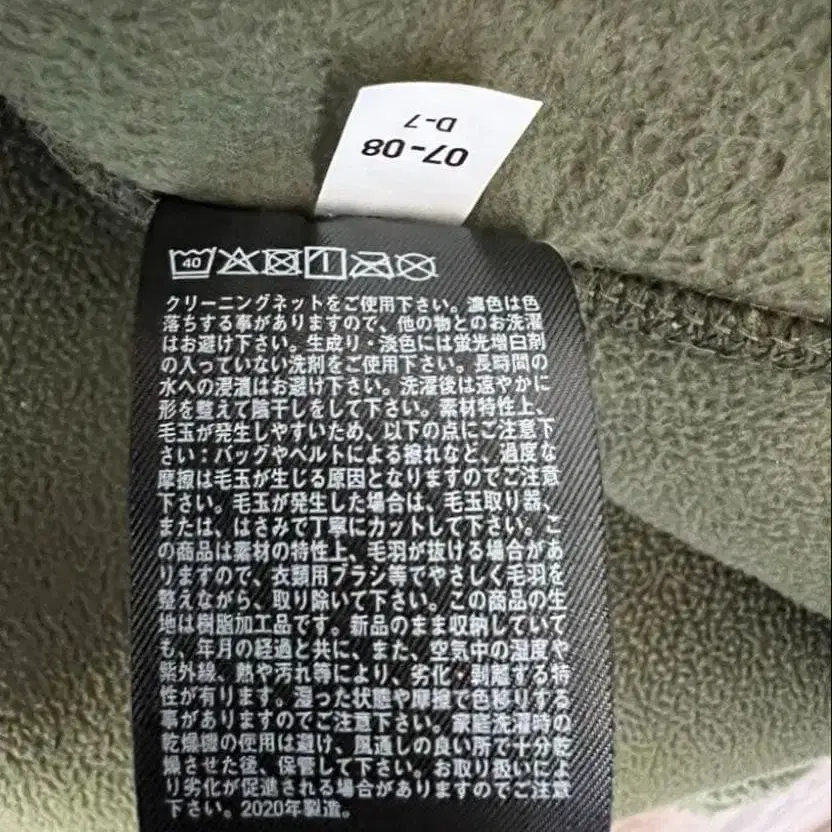 07-08
D-7
40
クリーニングネットをご使用下さい。濃色は色
落ちする事がありますので、他の物とのお洗濯
はお避け下さい。生成り・淡色には蛍光増白剤
の入っていない洗剤をご使用下さい。長時間の
水への浸漬はお避け下さい。洗濯後は速やかに
形を整えて陰干しをして下さい。素材特性上、
毛玉が発生しやすいため、以下の点にご注意下
さい：バッグやベルトによる擦れなど、過度な
摩擦は毛玉が生じる原因となりますのでご注意
下さい。毛玉が発生した場合は、毛玉取り器、
または、はさみで丁寧にカットして下さい。こ
の商品は素材の特性上、毛羽が抜ける場合があ
りますので、衣類用ブラシ等でやさしく毛羽を
整えながら、取り除いて下さい。この商品の生
地は樹脂加工品です。新品のまま収納していて
も、年月の経過と共に、また、空気中の湿度や
紫外線、熱や汚れ等により、劣化・剥離する特
性が有ります。湿った状態や摩擦で色移りする
事がありますのでご注意下さい。家庭洗濯時の
乾燥機の使用は避け、風通しの良い所で十分乾
燥させた後、保管して下さい。お取り扱いによ
り劣化が促進される場合がありますのでご注意
下さい。2020年製造。